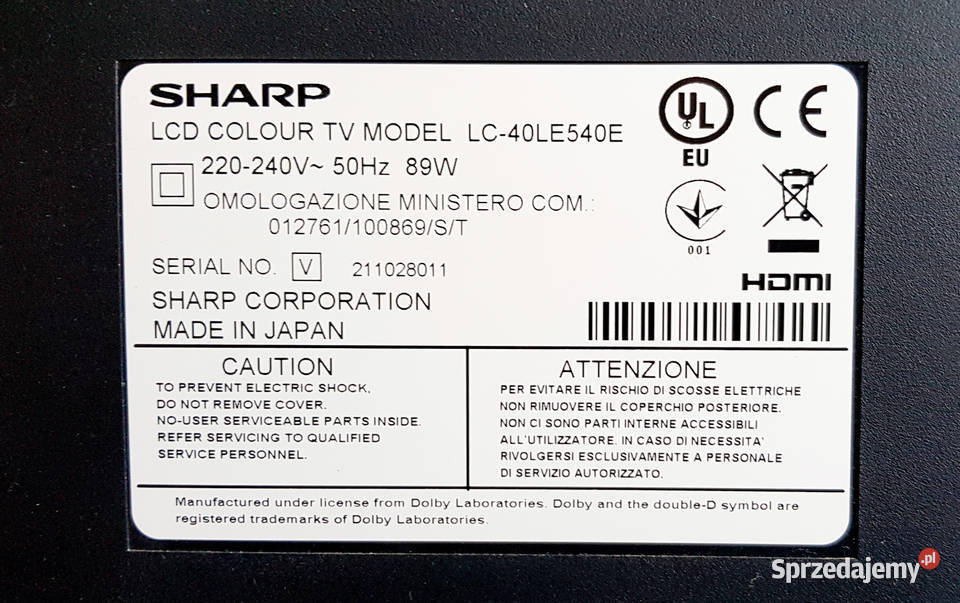 SHARP
LCD COLOUR TV MODEL LC-40LE540E
220-240V~ 50Hz 89W
OMOLOGAZIONE MINISTERO COM.:
012761/100869/S/T
SERIAL NO. V 211028011
SHARP CORPORATION
MADE IN JAPAN
UL
EU
CE
001
HDMI
CAUTION
TO PREVENT ELECTRIC SHOCK,
DO NOT REMOVE COVER.
NO-USER SERVICEABLE PARTS INSIDE.
REFER SERVICING TO QUALIFIED
SERVICE PERSONNEL.
ATTENZIONE
PER EVITARE IL RISCHIO DI SCOSSE ELETTRICHE
NON RIMUOVERE IL COPERCHIO POSTERIORE.
NON CI SONO PARTI INTERNE ACCESSIBILI
ALL'UTILIZZATORE. IN CASO DI NECESSITA'
RIVOLGERSI ESCLUSIVAMENTE A PERSONALE
DI SERVIZIO AUTORIZZATO.
Manufactured under license from Dolby Laboratories. Dolby and the double-D symbol are
registered trademarks of Dolby Laboratories.
Sprzedajemy.pl